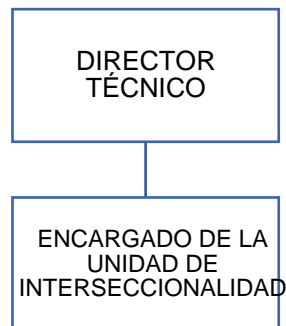 DIRECTOR
TÉCNICO
ENCARGADO DE LA
UNIDAD DE
INTERSECCIONALIDAD